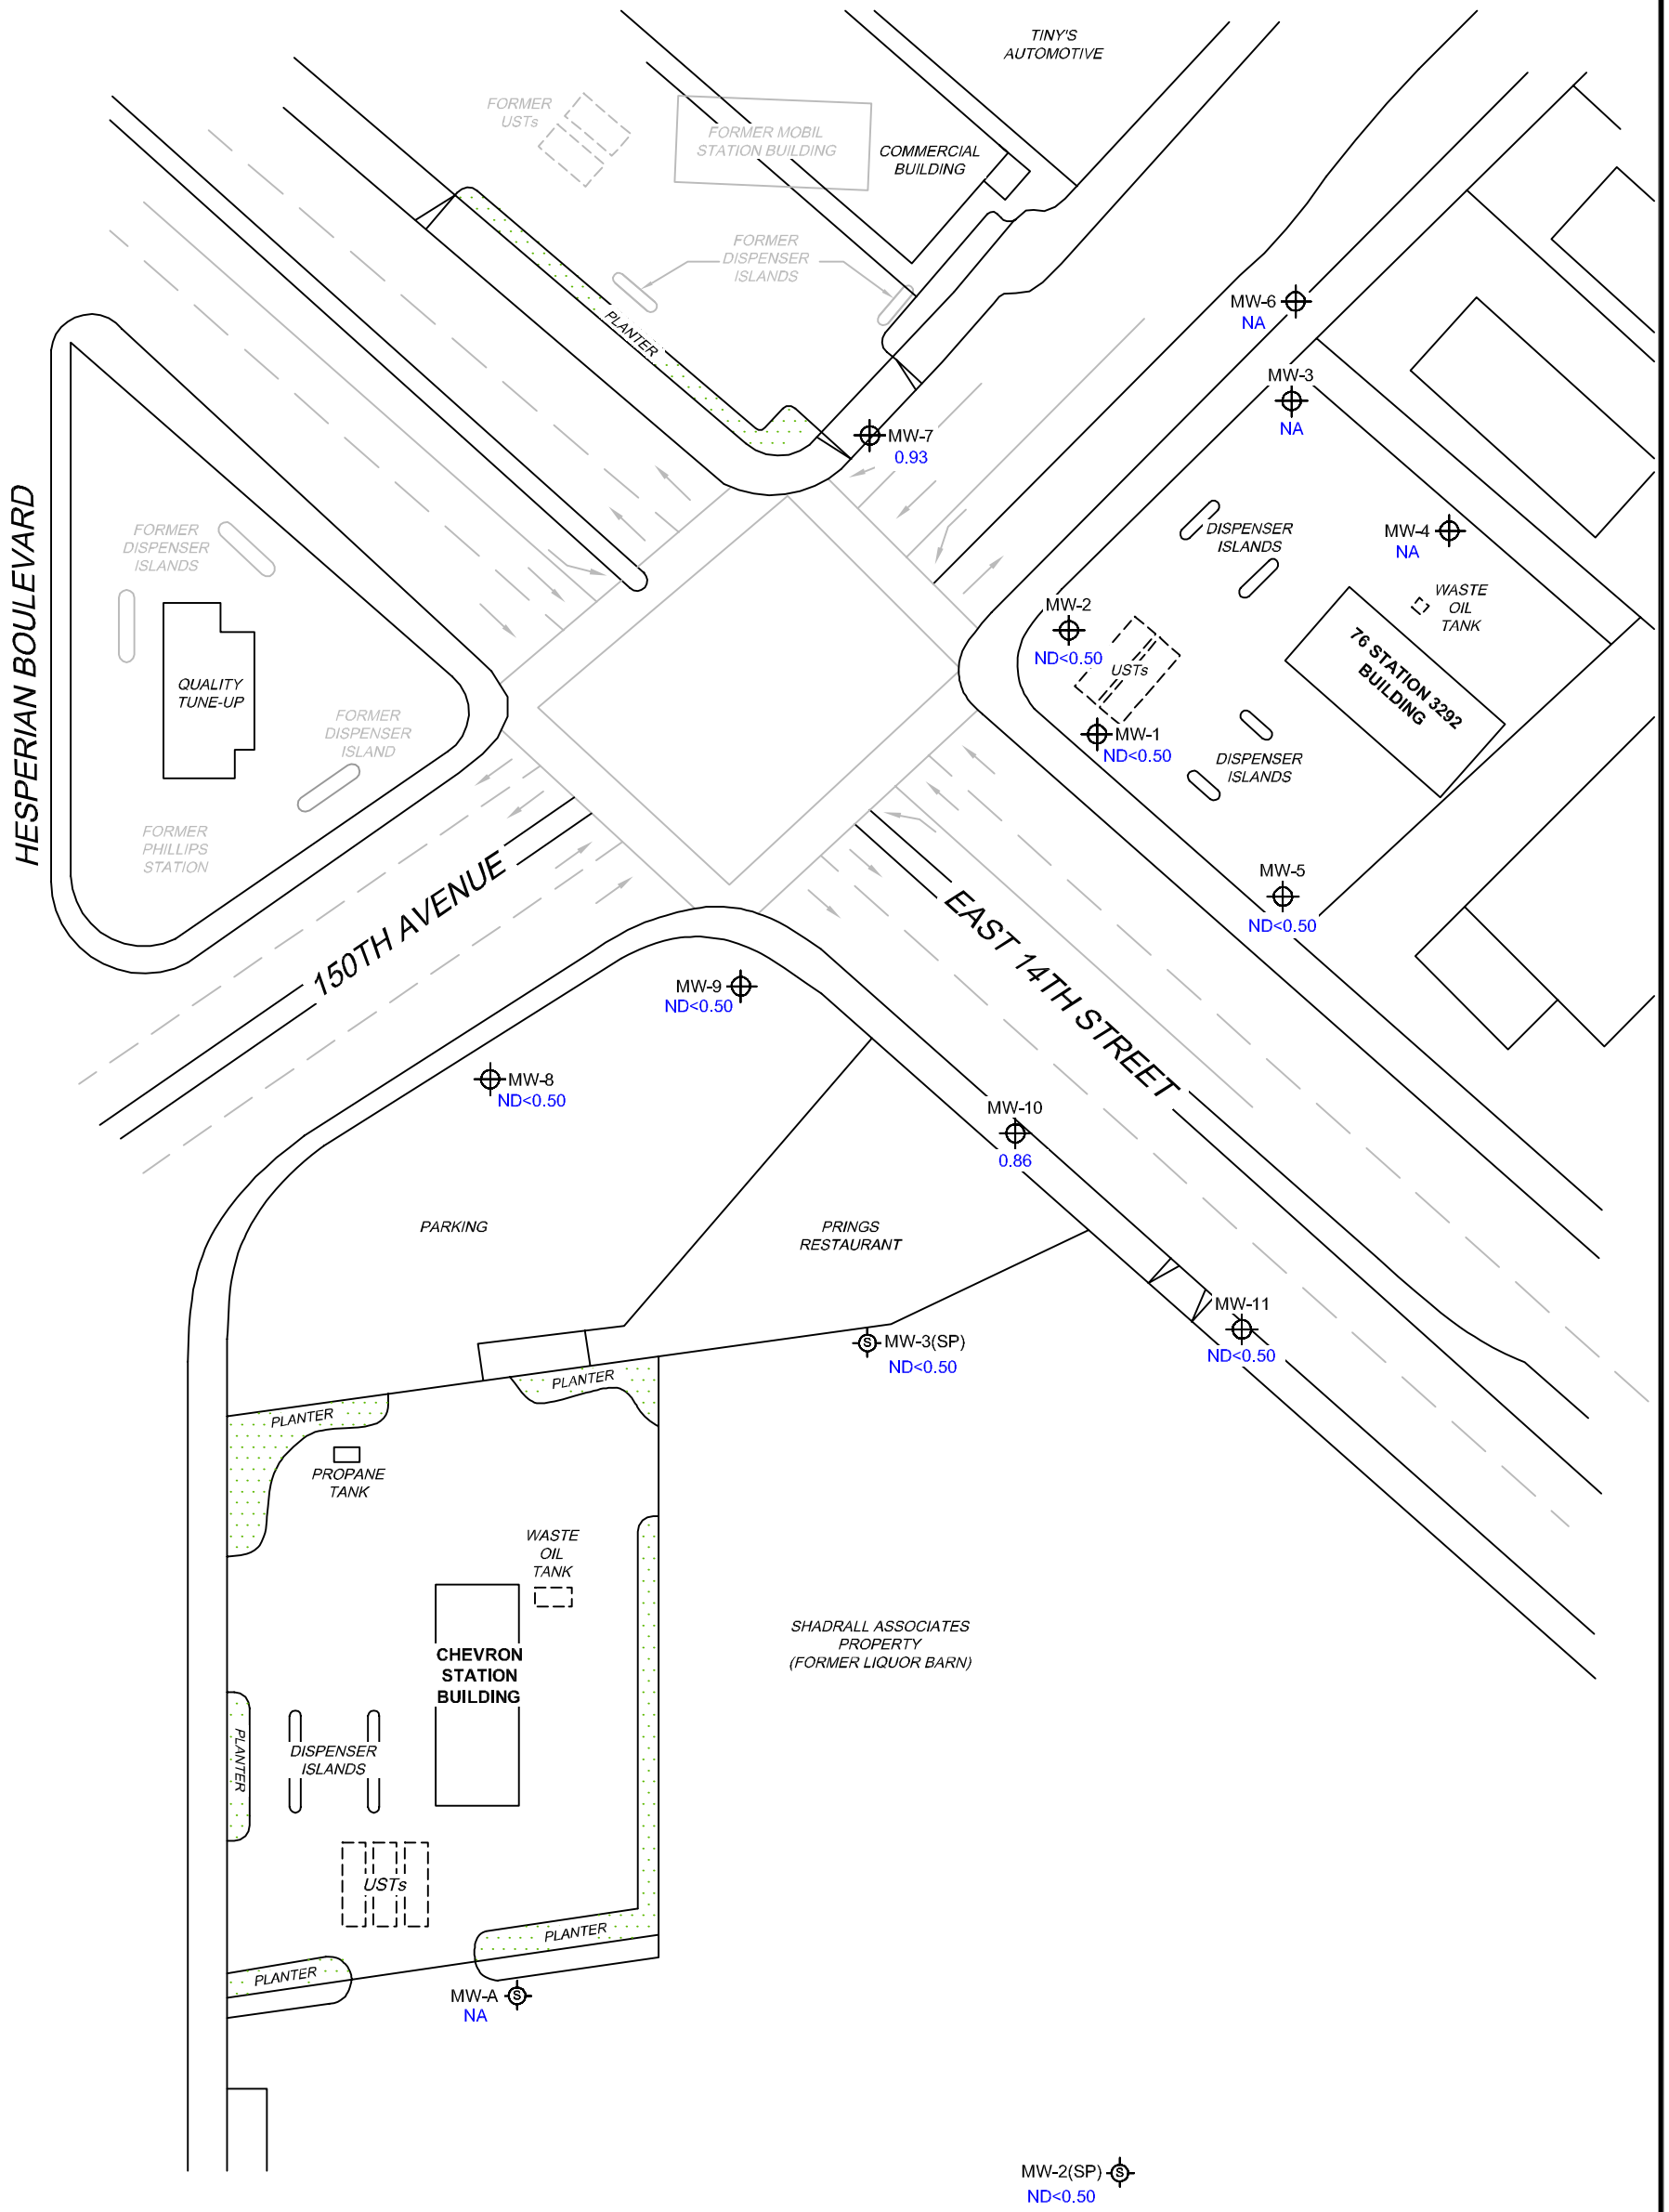 TINY'S
AUTOMOTIVE
FORMER
USTs
FORMER MOBIL
STATION BUILDING
COMMERCIAL
BUILDING
FORMER
DISPENSER
ISLANDS
PLANTER
MW-6
NA
MW-3
NA
MW-7
0.93
HESPERIAN BOULEVARD
FORMER
DISPENSER
ISLANDS
DISPENSER
ISLANDS
MW-4
NA
WASTE
OIL
TANK
MW-2
ND<0.50
USTs
76 STATION 3292
BUILDING
QUALITY
TUNE-UP
FORMER
DISPENSER
ISLAND
MW-1
ND<0.50
DISPENSER
ISLANDS
FORMER
PHILLIPS
STATION
150TH AVENUE
EAST 14TH STREET
MW-5
ND<0.50
MW-9
ND<0.50
MW-8
ND<0.50
MW-10
0.86
PARKING
PRINGS
RESTAURANT
MW-11
ND<0.50
MW-3(SP)
S
ND<0.50
PLANTER
PLANTER
PROPANE
TANK
WASTE
OIL
TANK
CHEVRON
STATION
BUILDING
SHADRALL ASSOCIATES
PROPERTY
(FORMER LIQUOR BARN)
PLANTER
DISPENSER
ISLANDS
USTs
PLANTER
PLANTER
MW-A
S
NA
MW-2(SP)
S
ND<0.50